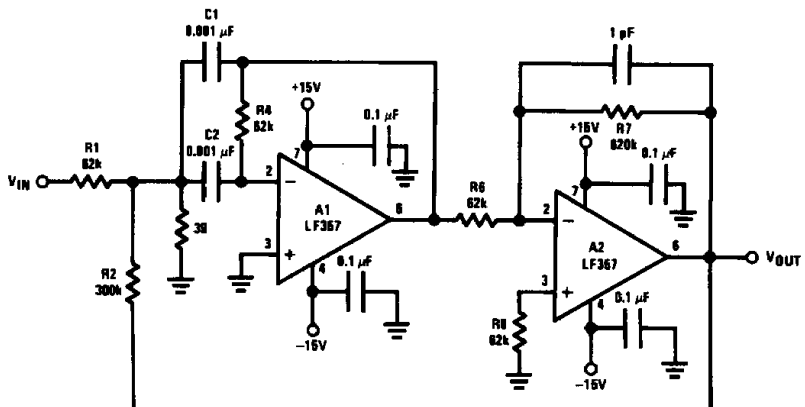 C1
0.001 µF
1 pF
+15V
R4
62k
0.1 µF
C2
0.001 µF
R7
620k
+15V
0.1 µF
R1
62k
VIN
2
7
−
A1
LF357
6
R6
62k
2
7
−
A2
LF357
6
VOUT
39
3
+
4
0.1 µF
R2
300k
−15V
3
+
4
0.1 µF
R8
62k
−15V